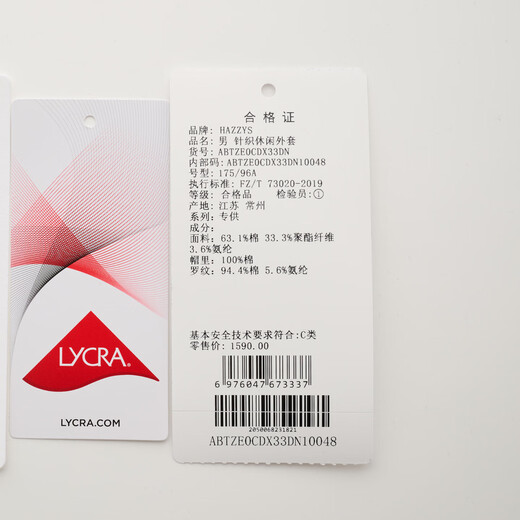 LYCRA®
LYCRA.COM
合格证
品牌: HAZZYS
品名: 男 针织休闲外套
货号: ABTZE0CDX33DN
内部码: ABTZE0CDX33DN10048
号型: 175/96A
执行标准: FZ/T 73020-2019
等级: 合格品 检验员:①
产地: 江苏 常州
系列: 专供
成分:
面料: 63.1%棉 33.3%聚酯纤维
3.6%氨纶
帽里: 100%棉
罗纹: 94.4%棉 5.6%氨纶
基本安全技术要求符合:C类
零售价: 1590.00
6 976047 673337
2050068231821
ABTZE0CDX33DN10048